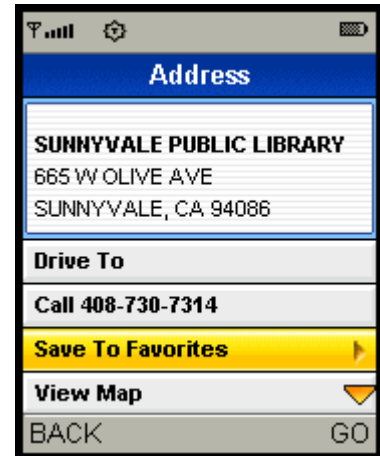 Address
SUNNYVALE PUBLIC LIBRARY
665 W OLIVE AVE
SUNNYVALE, CA 94086
Drive To
Call 408-730-7314
Save To Favorites
View Map
BACK GO